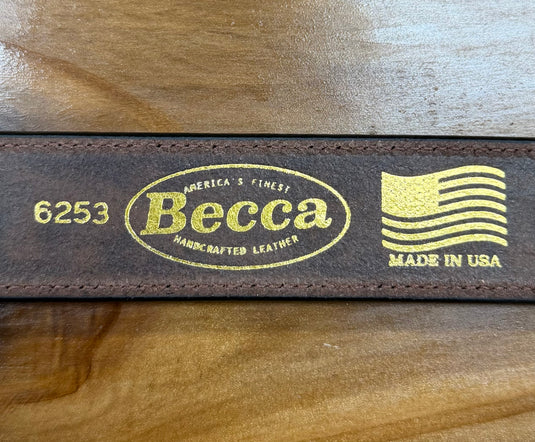 6253
AMERICA'S FINEST
Becca
HANDCRAFTED LEATHER
MADE IN USA